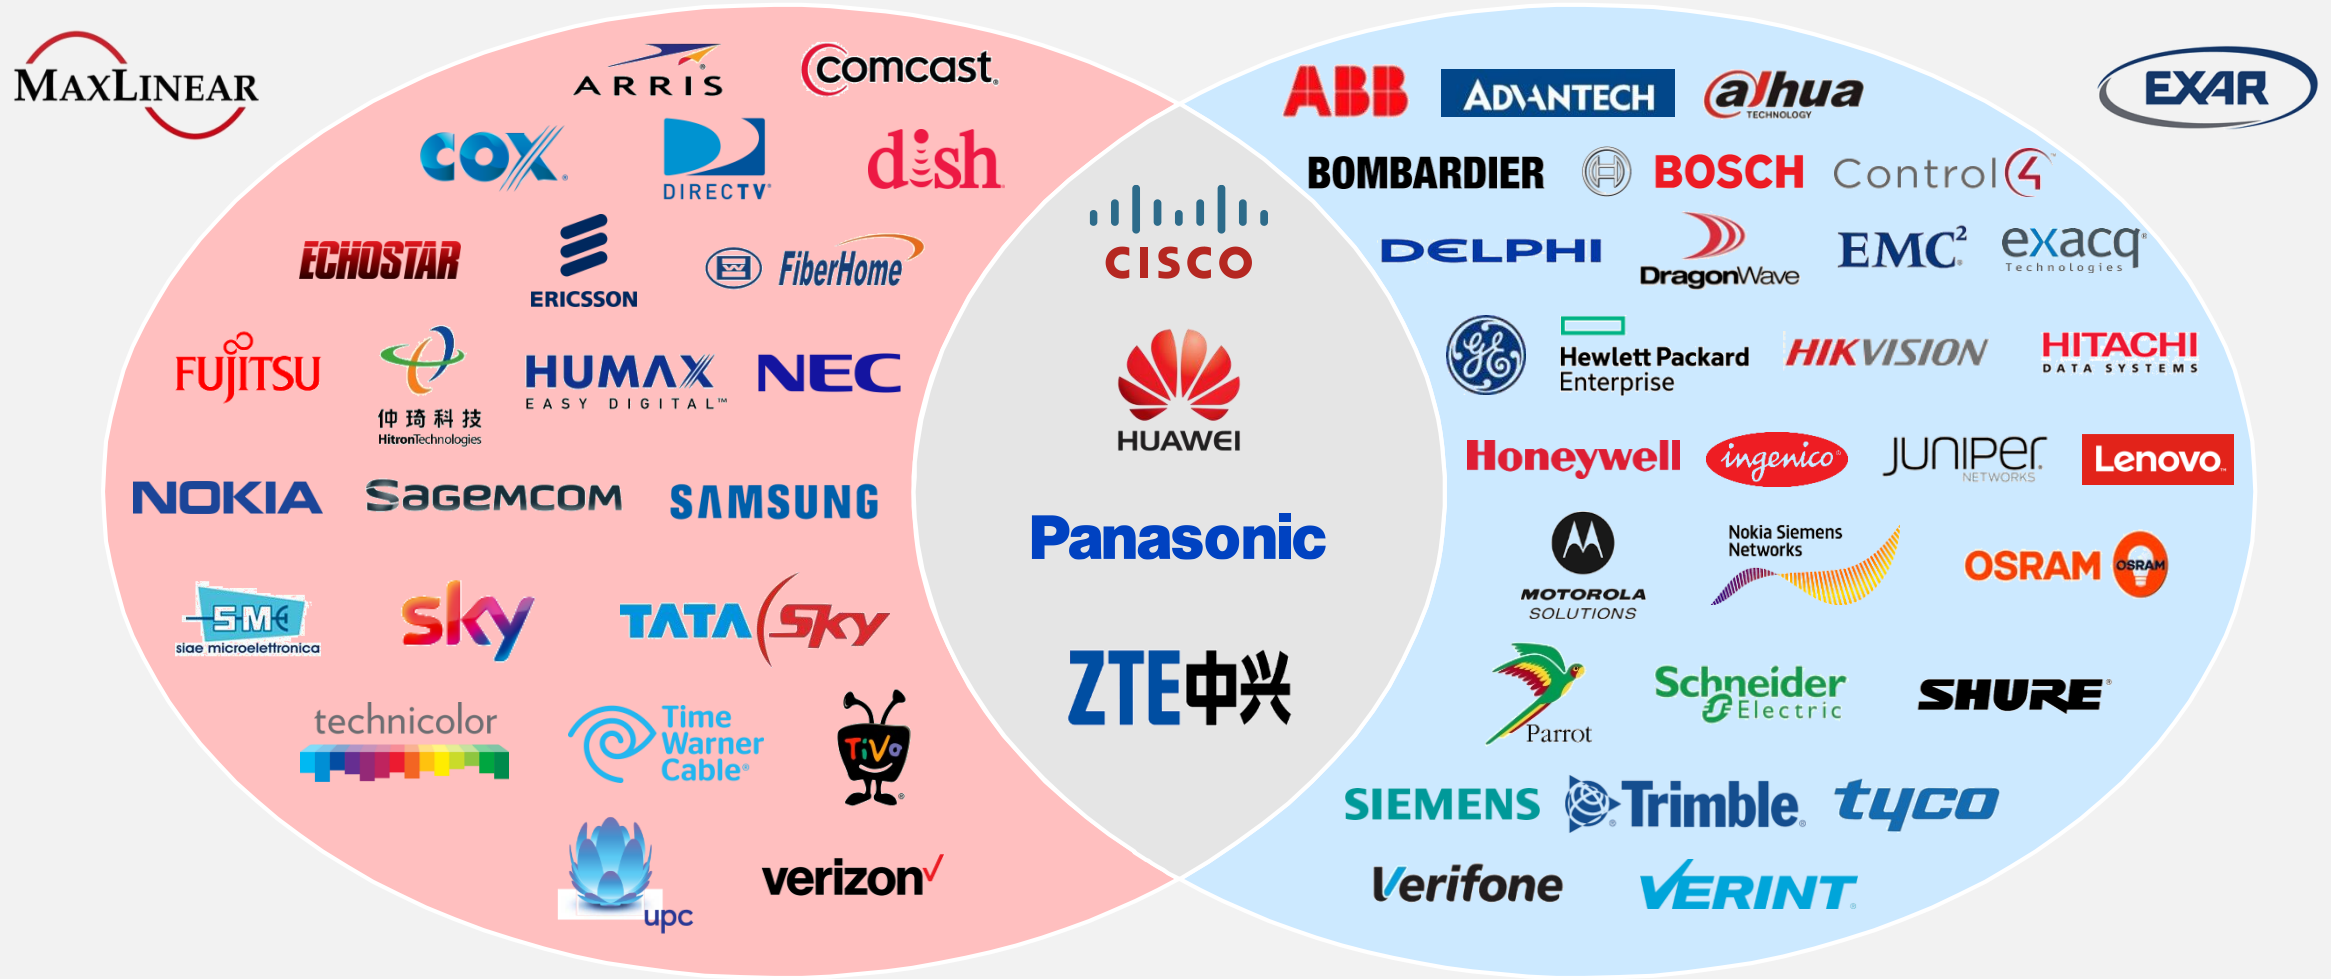 MAXLINEAR
EXAR
ARRIS
Comcast.
COX
DIRECTV
dish
ECHOSTAR
ERICSSON
FiberHome
FUJITSU
仲琦科技
HitronTechnologies
HUMAX
EASY DIGITAL™
NEC
NOKIA
SAGEMCOM
SAMSUNG
SM€
siae microelettronica
sky
TATA Sky
technicolor
Time
Warner
Cable®
TiVo
upc
verizon
CISCO
HUAWEI
Panasonic
ZTE中兴
ABB
ADVANTECH
alhua
TECHNOLOGY
BOMBARDIER
BOSCH
Control4
DELPHI
DragonWave
EMC²
exacq
Technologies
GE
Hewlett Packard
Enterprise
HIKVISION
HITACHI
DATA SYSTEMS
Honeywell
ingenico
JUNIPER
NETWORKS
Lenovo
MOTOROLA
SOLUTIONS
Nokia Siemens
Networks
OSRAM OSRAM
Parrot
Schneider
Electric
SHURE
SIEMENS
Trimble
tyco
Verifone
VERINT